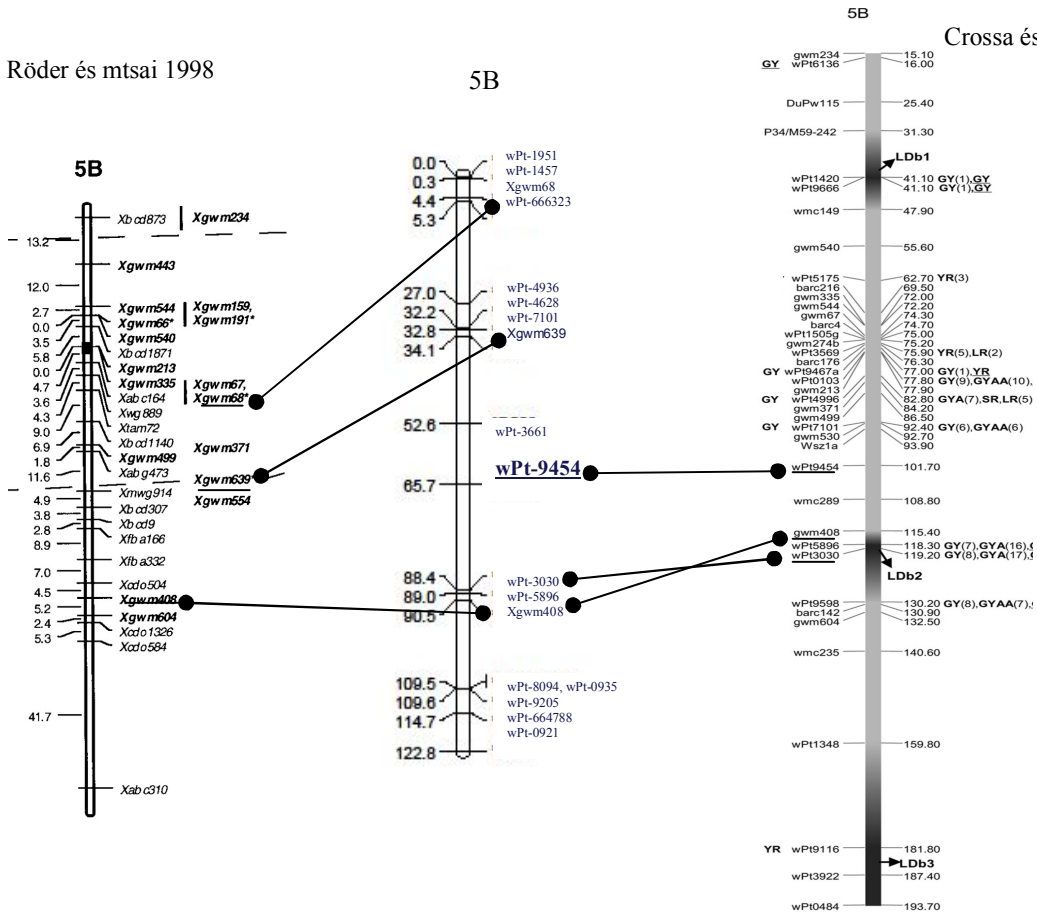 5B
Crossa és
Röder és mtsai 1998
5B
5B
Xbcd873
Xgwm234
13.2
Xgwm443
12.0
2.7
Xgwm544
Xgwm159,
0.0
Xgwm66*
Xgwm191*
3.5
Xgwm540
5.8
Xbcd1871
0.0
Xgwm213
4.7
Xgwm335
Xgwm67,
3.6
Xabc164
Xgwm68*
4.3
Xwg889
9.0
Xtam72
6.9
Xbcd1140
Xgwm371
1.8
Xgwm499
11.6
Xabg473
Xgwm639*
4.9
Xmwg914
Xgwm554
3.8
Xbcd307
2.8
Xbcd9
8.9
Xfba166
Xfba332
7.0
4.5
Xcdo504
5.2
Xgwm408
2.4
Xgwm604
5.3
Xcdo1326
Xcdo584
41.7
Xabc310
0.0
wPt-1951
0.3
wPt-1457
4.4
Xgwm68
5.3
wPt-666323
27.0
wPt-4936
32.2
wPt-4628
32.8
wPt-7101
34.1
Xgwm639
52.6
wPt-3661
wPt-9454
65.7
88.4
wPt-3030
89.0
wPt-5896
90.5
Xgwm408
109.5
wPt-8094, wPt-0935
109.6
wPt-9205
114.7
wPt-664788
122.8
wPt-0921
gwm234 15.10
GY wPt6136 16.00
DuPw115 25.40
P34/M59-242 31.30
LDb1
wPt1420 41.10 GY(1),GY
wPt9666 41.10 GY(1),GY
wmc149 47.90
gwm540 55.60
wPt5175 62.70 YR(3)
barc216 69.50
gwm335 72.00
gwm544 72.20
gwm67 74.30
barc4 74.70
wPt1505g 75.00
gwm274b 75.20
wPt3569 75.90 YR(5),LR(2)
barc176 76.30
GY wPt9467a 77.00 GY(1),YR
wPt0103 77.80 GY(9),GYAA(10),
gwm213 77.90
GY wPt4996 82.80 GYA(7),SR,LR(5)
gwm371 84.20
gwm499 86.50
GY wPt7101 92.40 GY(6),GYAA(6)
gwm530 92.70
Wsz1a 93.90
wPt9454 101.70
wmc289 108.80
gwm408 115.40
wPt5896 118.30 GY(7),GYA(16),
wPt3030 119.20 GY(8),GYA(17),
LDb2
wPt9598 130.20 GY(8),GYAA(7),
barc142 130.90
gwm604 132.50
wmc235 140.60
wPt1348 159.80
YR wPt9116 181.80
LDb3
wPt3922 187.40
wPt0484 193.70